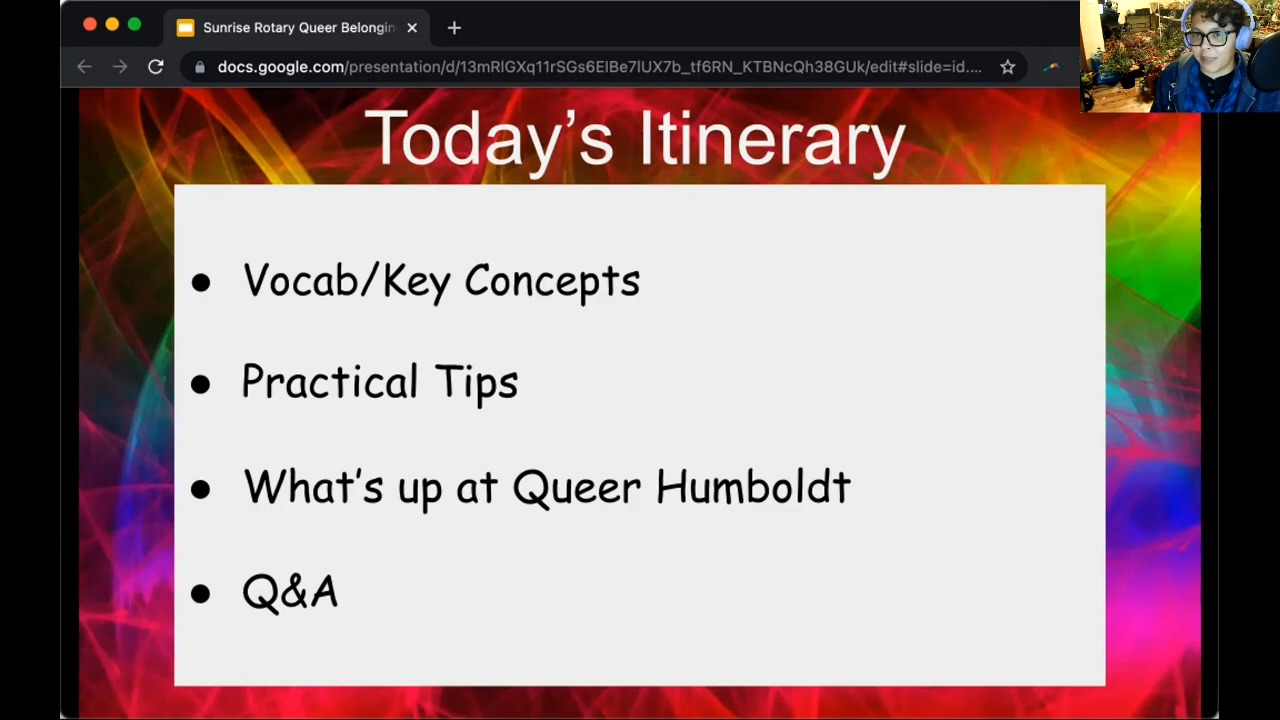 Sunrise Rotary Queer Belongin
docs.google.com/presentation/d/13mRlGXq11rSGs6ElBe7lUX7b_tf6RN_KTBNcQh38GUk/edit#slide=id....
Today's Itinerary
● Vocab/Key Concepts
● Practical Tips
● What's up at Queer Humboldt
● Q&A